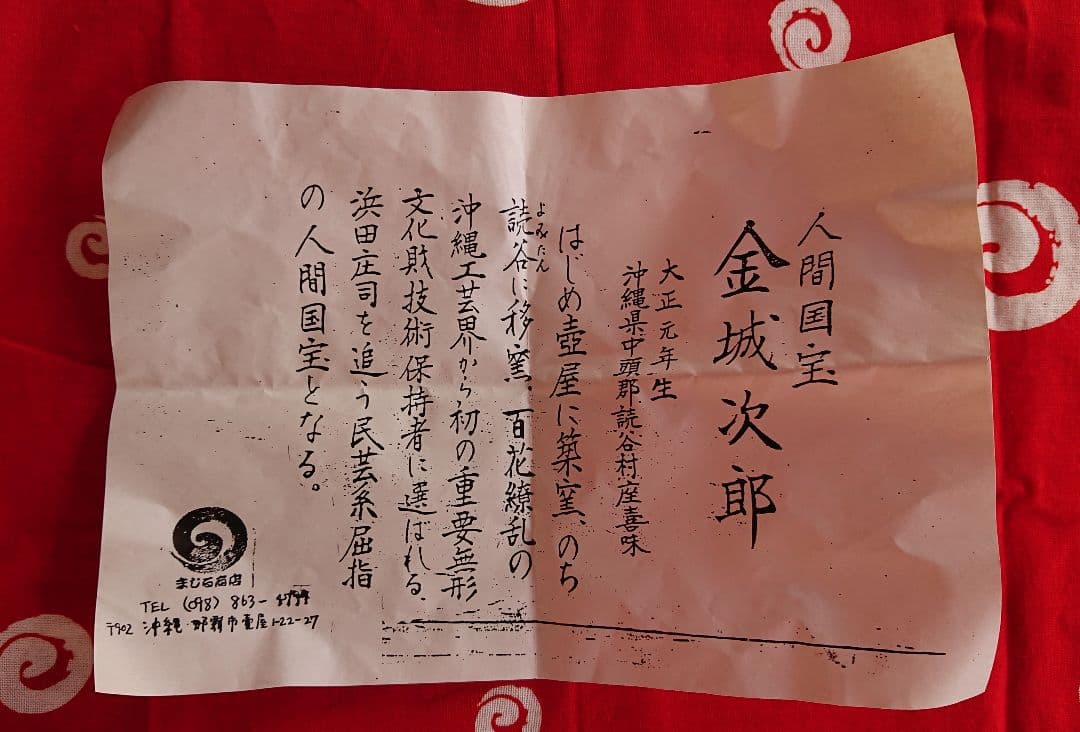 人間国宝
金城次郎
大正元年生
沖縄県中頭郡読谷村座喜味
はじめ壺屋に築窯、のち
よみたん
読谷に移窯、百花繚乱の
沖縄工芸界から初の重要無形
文化財技術保持者に選ばれる。
浜田庄司を追う民芸系屈指
の人間国宝となる。
TEL (098) 863-
〒902 沖縄・那覇市壺屋1-22-27